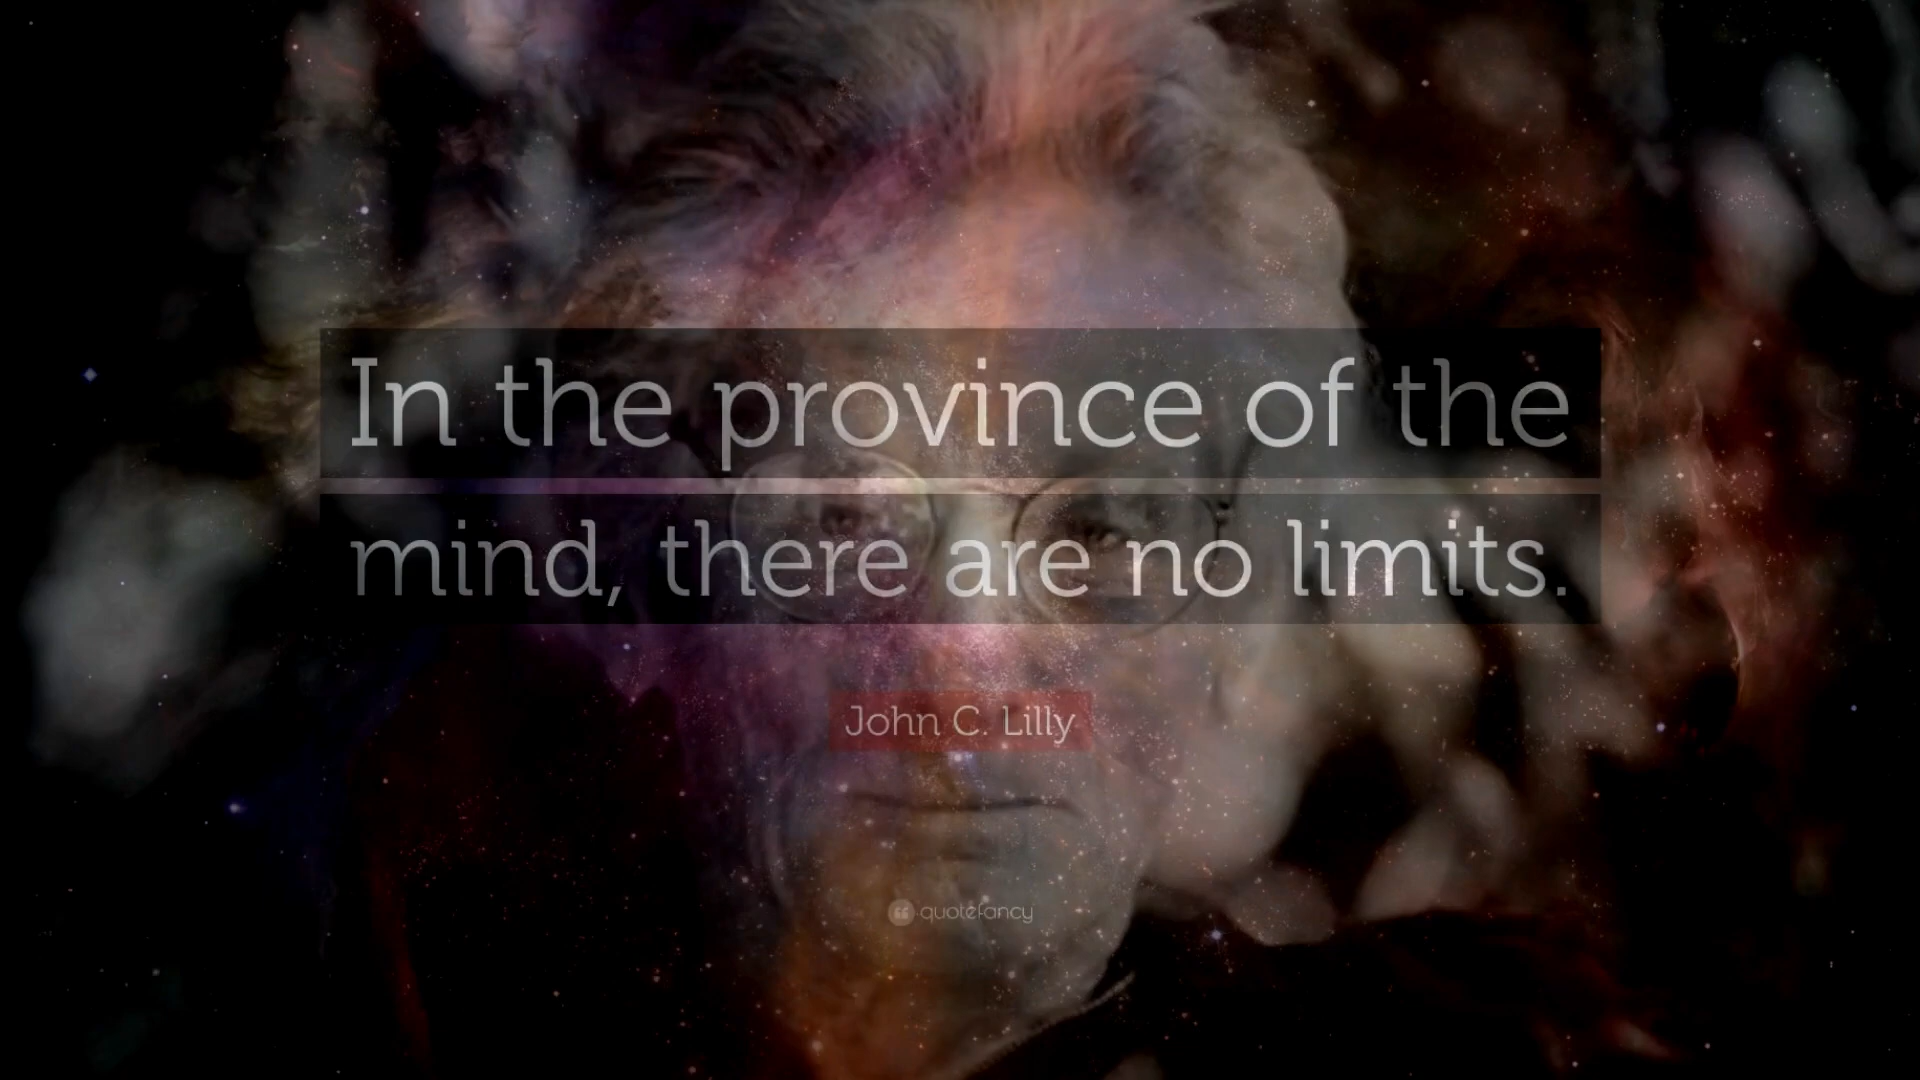 In the province of the
mind, there are no limits.
John C. Lilly
quotefancy